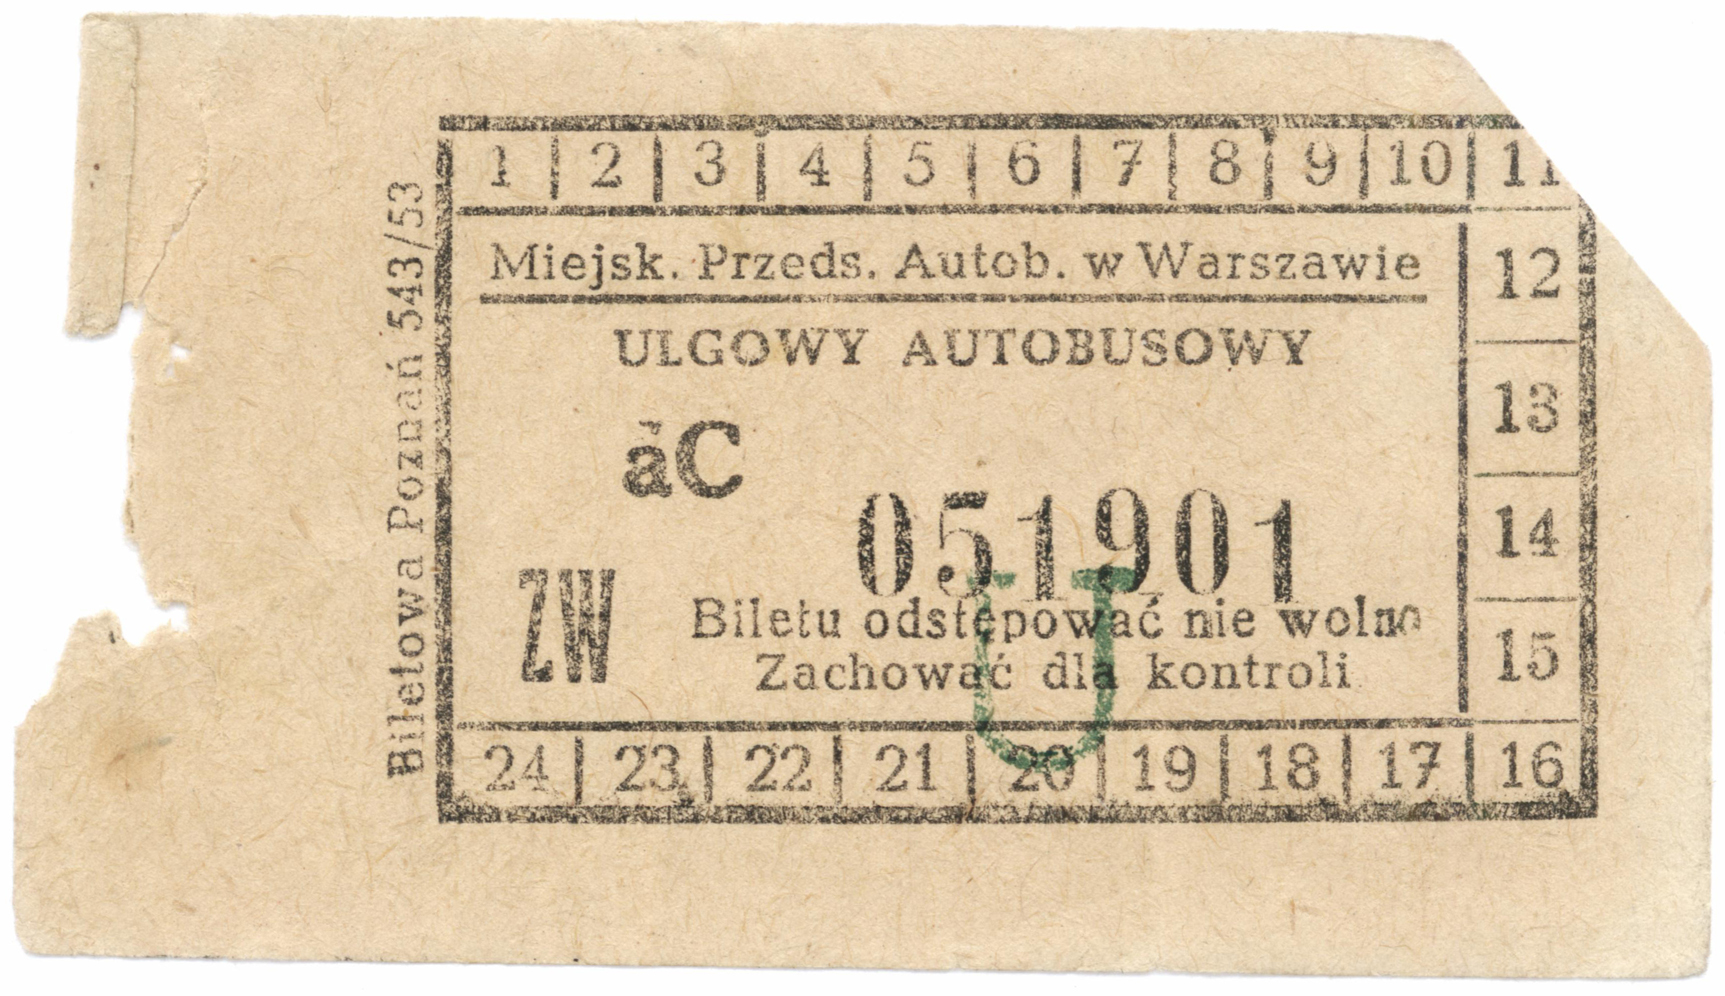 1 2 3 4 5 6 7 8 9 10 11
Miejsk. Przeds. Autob. w Warszawie
12
ULGOWY AUTOBUSOWY
13
aC
051901
14
ZW
U
Biletu odstępować nie wolno
Zachować dla kontroli
15
24 23 22 21 20 19 18 17 16
Biletowa Poznań 543/53